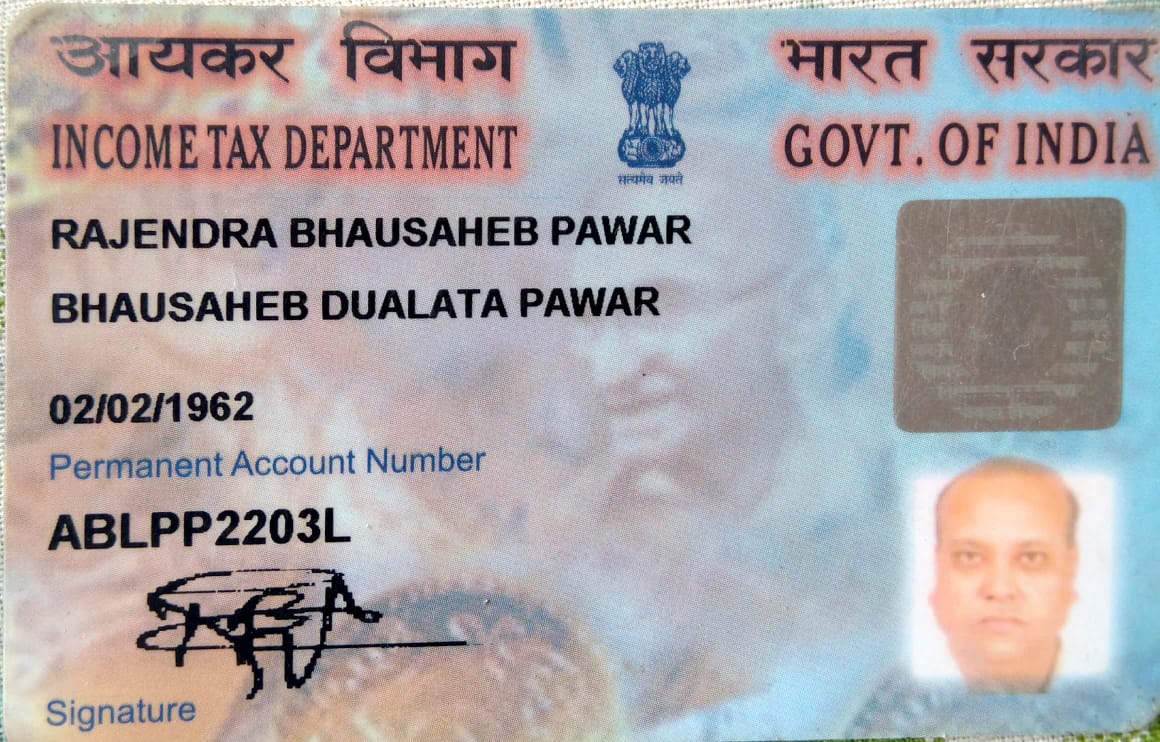 आयकर विभाग
भारत सरकार
INCOME TAX DEPARTMENT
GOVT. OF INDIA
सत्यमेव जयते
RAJENDRA BHAUSAHEB PAWAR
BHAUSAHEB DUALATA PAWAR
02/02/1962
Permanent Account Number
ABLPP2203L
Signature